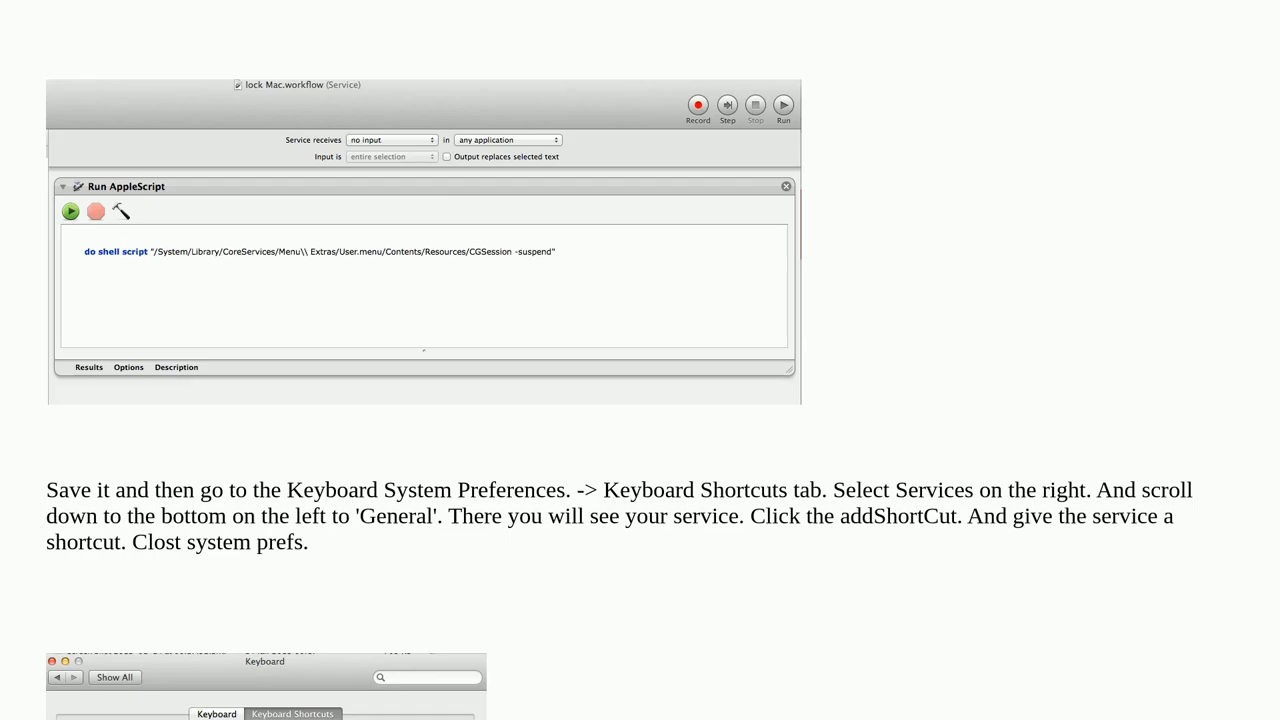 lock Mac.workflow (Service)
Record Step Stop Run
Service receives no input in any application
Input is entire selection Output replaces selected text
Run AppleScript
do shell script "/System/Library/CoreServices/Menu\\ Extras/User.menu/Contents/Resources/CGSession -suspend"
Results Options Description
Save it and then go to the Keyboard System Preferences. -> Keyboard Shortcuts tab. Select Services on the right. And scroll
down to the bottom on the left to 'General'. There you will see your service. Click the addShortCut. And give the service a
shortcut. Clost system prefs.
Keyboard
Show All
Keyboard Keyboard Shortcuts